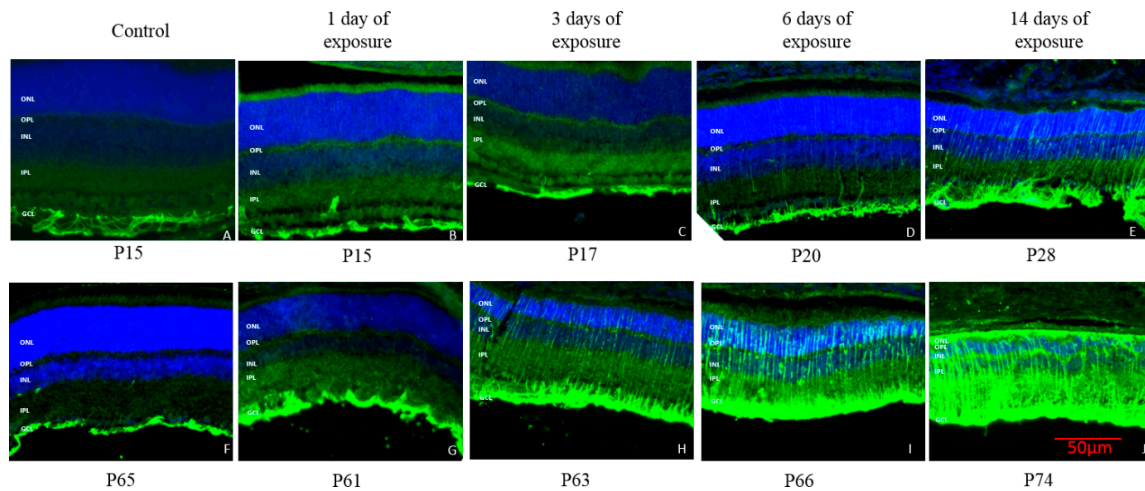 Control
1 day of
exposure
3 days of
exposure
6 days of
exposure
14 days of
exposure
ONL
OPL
INL
IPL
GCL
A
ONL
OPL
INL
IPL
GCL
B
ONL
OPL
INL
IPL
GCL
C
ONL
OPL
INL
IPL
GCL
D
ONL
OPL
INL
IPL
GCL
E
P15
P15
P17
P20
P28
ONL
OPL
INL
IPL
GCL
F
ONL
OPL
INL
IPL
GCL
G
ONL
OPL
INL
IPL
GCL
H
ONL
OPL
INL
IPL
GCL
I
ONL
OPL
INL
IPL
GCL
50µm
J
P65
P61
P63
P66
P74